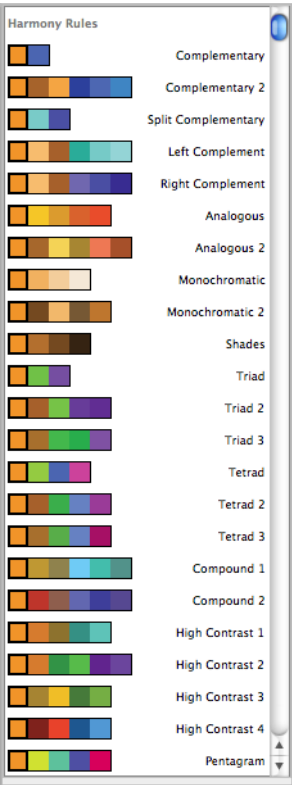 Harmony Rules
Complementary
Complementary 2
Split Complementary
Left Complement
Right Complement
Analogous
Analogous 2
Monochromatic
Monochromatic 2
Shades
Triad
Triad 2
Triad 3
Tetrad
Tetrad 2
Tetrad 3
Compound 1
Compound 2
High Contrast 1
High Contrast 2
High Contrast 3
High Contrast 4
Pentagram